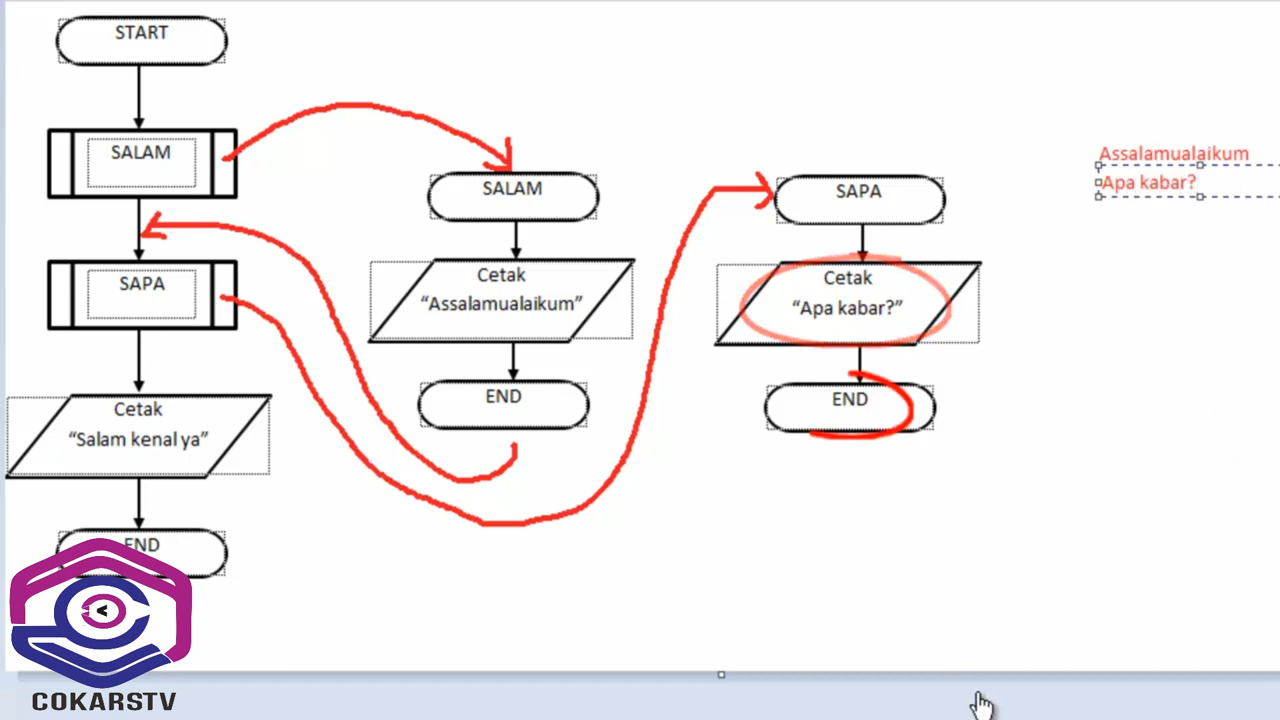 START
SALAM
SAPA
Cetak
“Salam kenal ya”
END
SALAM
Cetak
“Assalamualaikum”
END
SAPA
Cetak
“Apa kabar?”
END
Assalamualaikum
Apa kabar?
COKARSTV